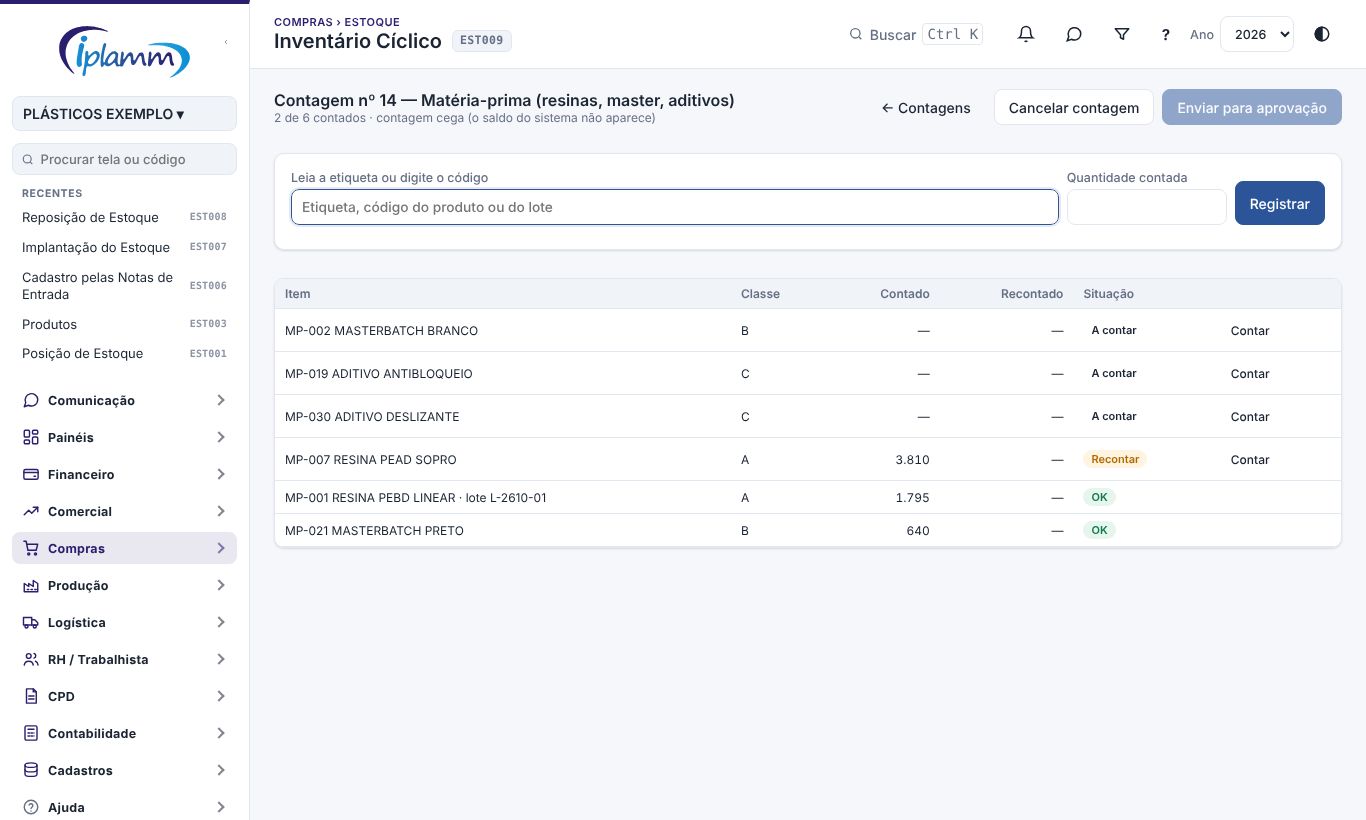 iplamm
‹
PLÁSTICOS EXEMPLO ▾
Procurar tela ou código
RECENTES
Reposição de Estoque EST008
Implantação do Estoque EST007
Cadastro pelas Notas de
Entrada EST006
Produtos EST003
Posição de Estoque EST001
Comunicação
Painéis
Financeiro
Comercial
Compras
Produção
Logística
RH / Trabalhista
CPD
Contabilidade
Cadastros
Ajuda
COMPRAS › ESTOQUE
Inventário Cíclico EST009
Buscar Ctrl K ? Ano 2026
Contagem nº 14 — Matéria-prima (resinas, master, aditivos)
2 de 6 contados · contagem cega (o saldo do sistema não aparece)
← Contagens Cancelar contagem Enviar para aprovação
Leia a etiqueta ou digite o código Quantidade contada
Etiqueta, código do produto ou do lote Registrar
Item Classe Contado Recontado Situação
MP-002 MASTERBATCH BRANCO B — — A contar Contar
MP-019 ADITIVO ANTIBLOQUEIO C — — A contar Contar
MP-030 ADITIVO DESLIZANTE C — — A contar Contar
MP-007 RESINA PEAD SOPRO A 3.810 — Recontar Contar
MP-001 RESINA PEBD LINEAR · lote L-2610-01 A 1.795 — OK
MP-021 MASTERBATCH PRETO B 640 — OK